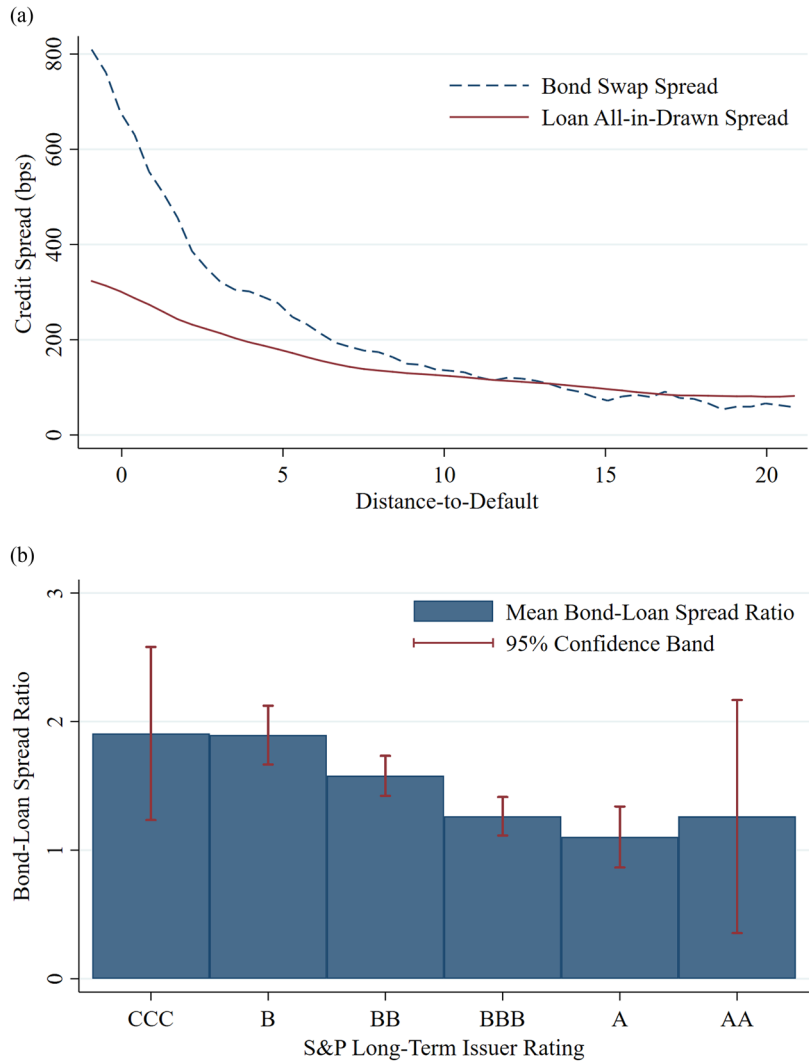 (a)
800
600
400
200
0
Credit Spread (bps)
Bond Swap Spread
Loan All-in-Drawn Spread
0 5 10 15 20
Distance-to-Default
(b)
3
2
1
0
Bond-Loan Spread Ratio
Mean Bond-Loan Spread Ratio
95% Confidence Band
CCC B BB BBB A AA
S&P Long-Term Issuer Rating